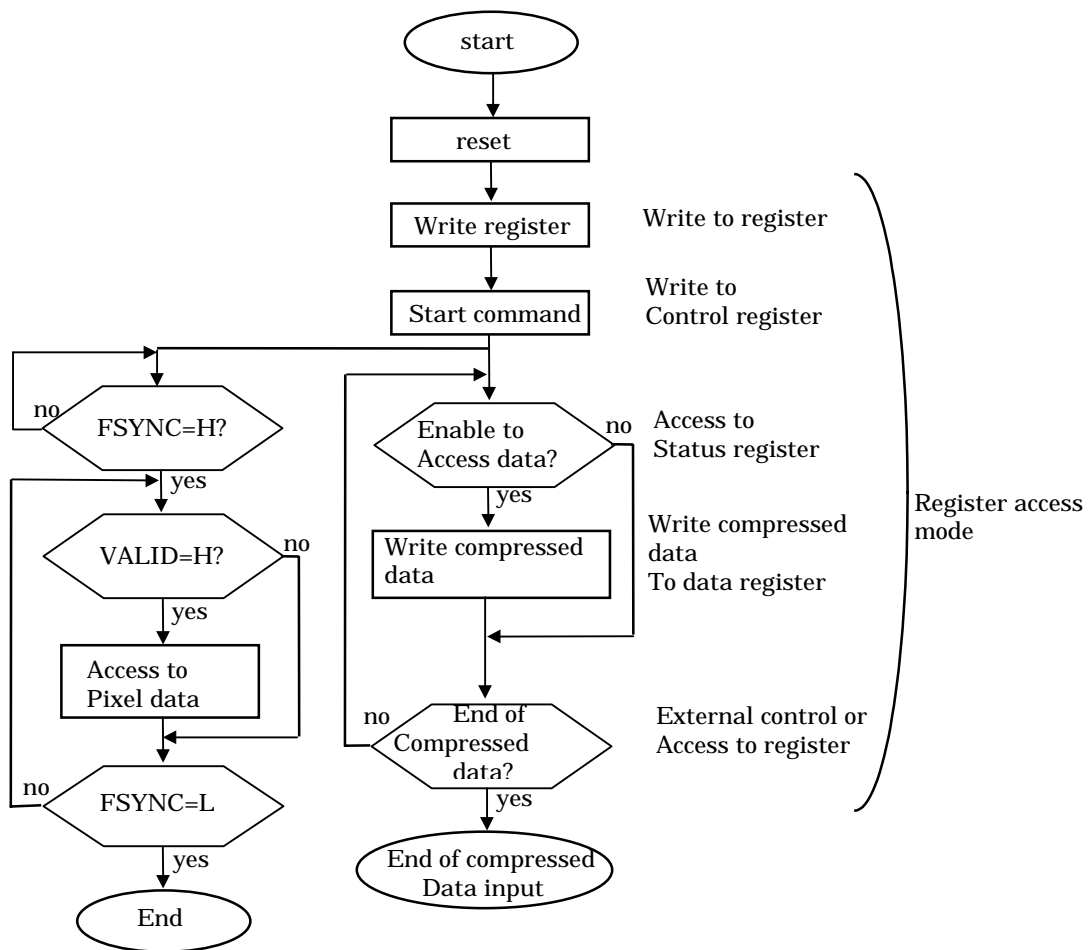 start
reset
Write register
Write to register
Start command
Write to
Control register
no
FSYNC=H?
yes
Enable to
Access data?
no
yes
Access to
Status register
VALID=H?
no
yes
Write compressed
data
Write compressed
data
To data register
Register access
mode
Access to
Pixel data
no
End of
Compressed
data?
yes
External control or
Access to register
no
FSYNC=L
yes
End of compressed
Data input
End